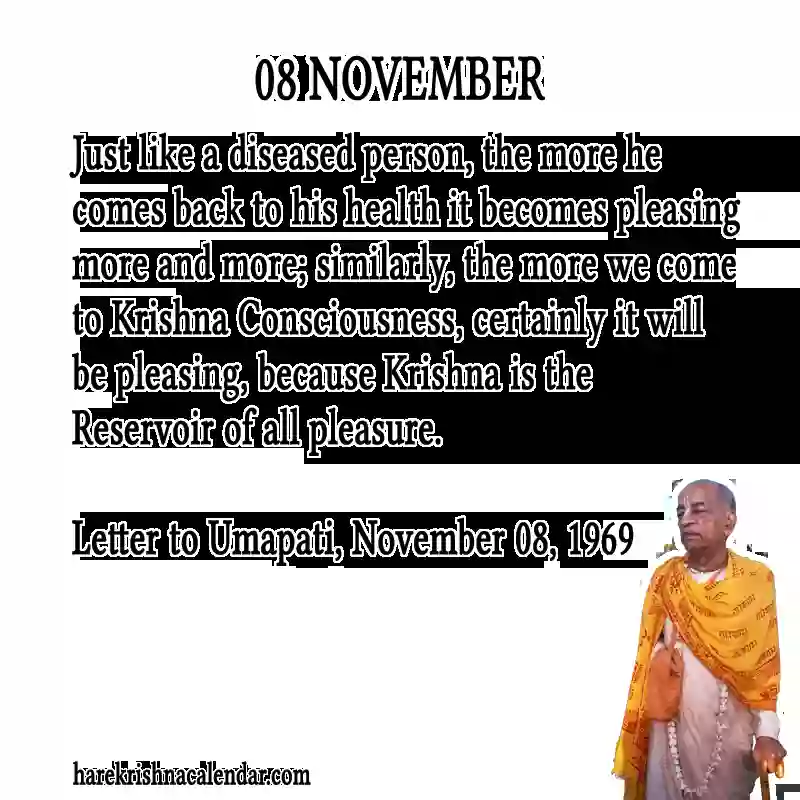 08 NOVEMBER
Just like a diseased person, the more he
comes back to his health it becomes pleasing
more and more; similarly, the more we come
to Krishna Consciousness, certainly it will
be pleasing, because Krishna is the
Reservoir of all pleasure.
Letter to Umapati, November 08, 1969
harekrishnacalendar.com